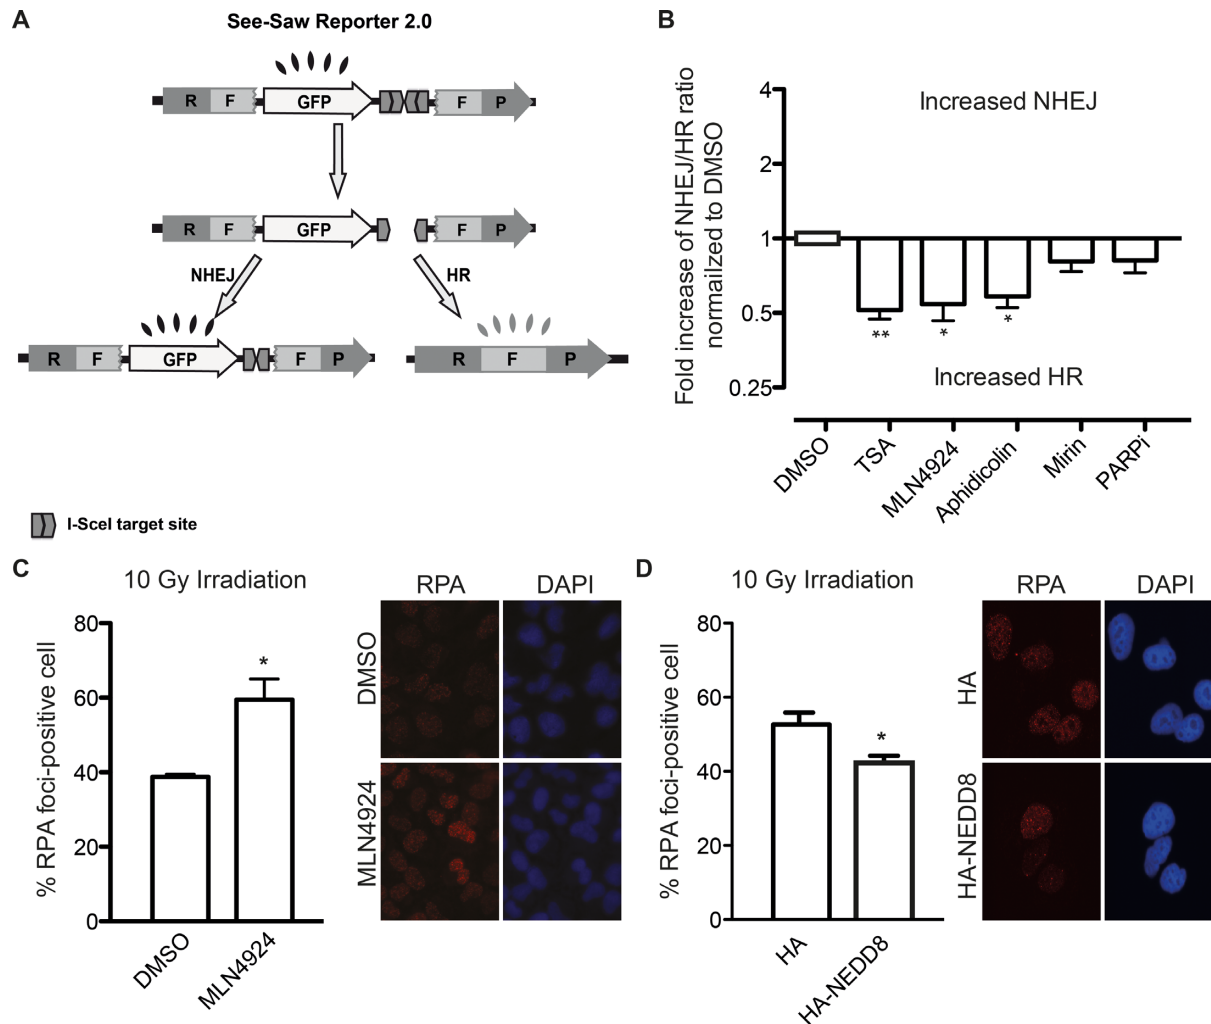 A
See-Saw Reporter 2.0
R F GFP F P
R F GFP F P
NHEJ HR
R F GFP F P
R F P
I-SceI target site
B
Fold increase of NHEJ/HR ratio
normailzed to DMSO
4
2
1
0.5
0.25
Increased NHEJ
** * *
Increased HR
DMSO
TSA
MLN4924
Aphidicolin
Mirin
PARPi
C
10 Gy Irradiation
% RPA foci-positive cell
80
60
40
20
0
*
DMSO
MLN4924
RPA DAPI
DMSO
MLN4924
D
10 Gy Irradiation
% RPA foci-positive cell
80
60
40
20
0
*
HA
HA-NEDD8
RPA DAPI
HA
HA-NEDD8